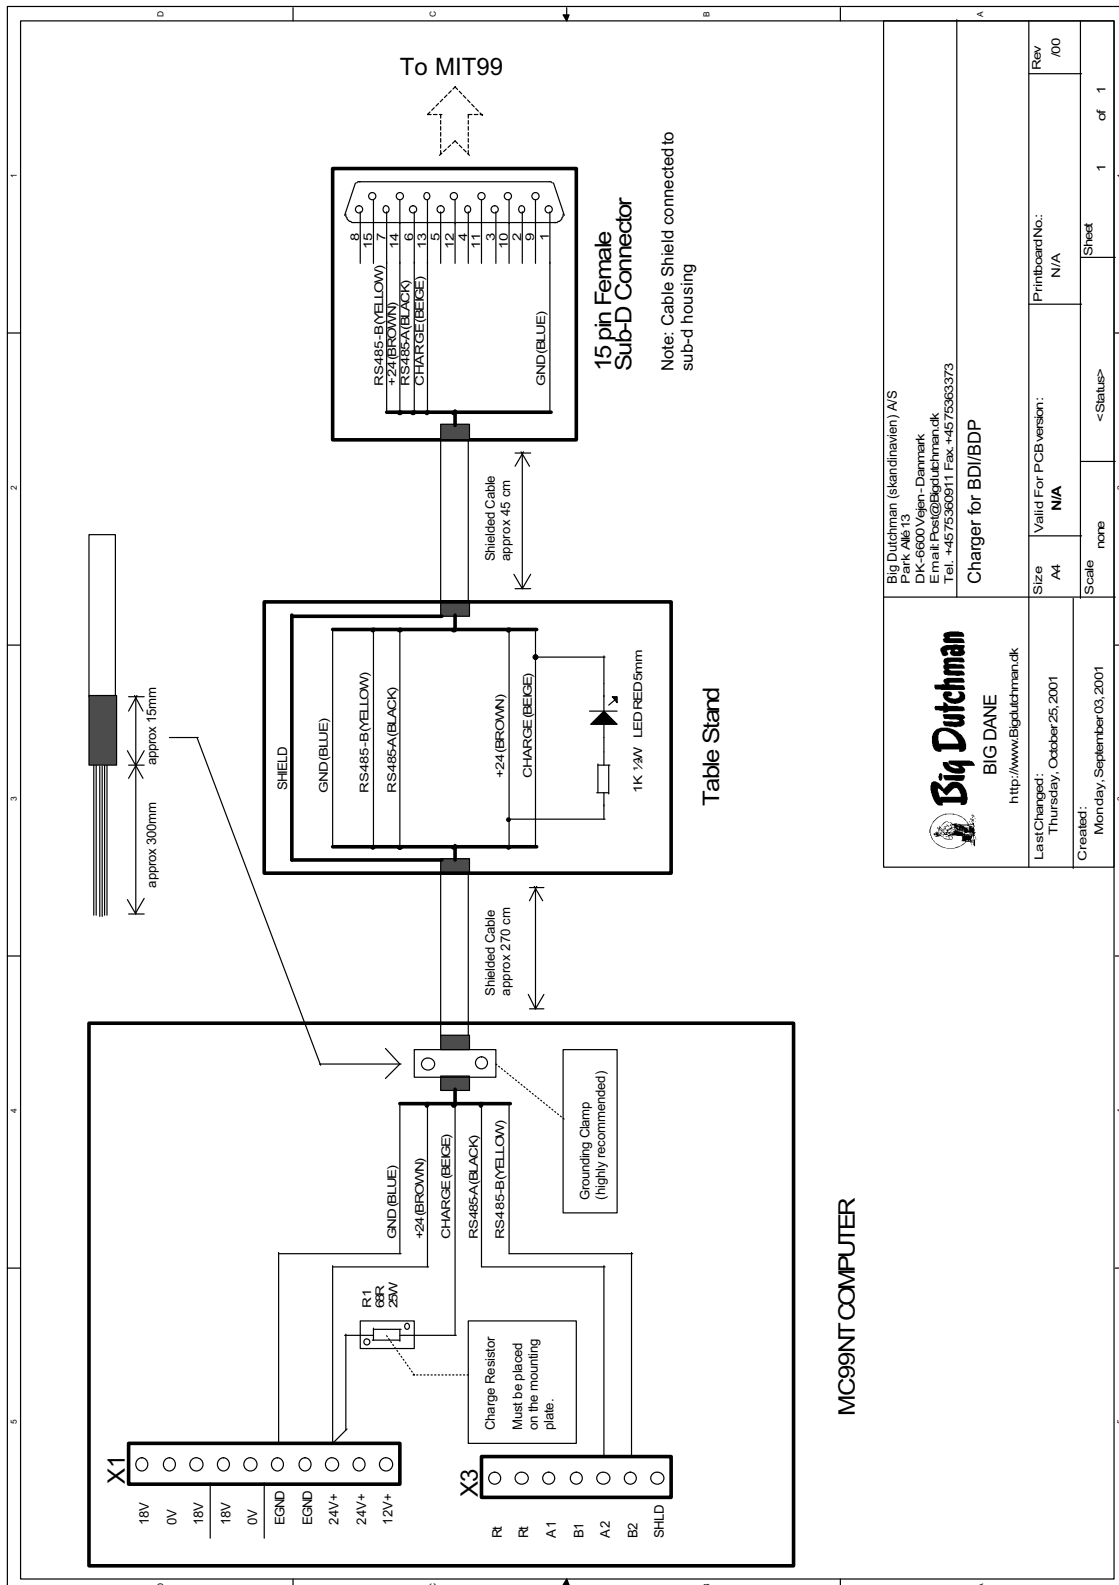 To MIT99
8
15
7
14
6
13
5
12
4
11
3
10
2
9
1
RS485-B(YELLOW)
+24(BROWN)
RS485-A(BLACK)
CHARGE(BEIGE)
GND(BLUE)
15 pin Female
Sub-D Connector
Note: Cable Shield connected to
sub-d housing
Shielded Cable
approx 45 cm
approx 300mm
approx 15mm
SHIELD
GND(BLUE)
RS485-B(YELLOW)
RS485-A(BLACK)
+24(BROWN)
CHARGE(BEIGE)
1K ½W LED RED 5mm
Table Stand
Shielded Cable
approx 270 cm
GND(BLUE)
+24(BROWN)
CHARGE(BEIGE)
RS485-A(BLACK)
RS485-B(YELLOW)
Grounding Clamp
(highly recommended)
R1
68R
25W
Charge Resistor
Must be placed
on the mounting
plate.
X1
18V
0V
18V
18V
0V
EGND
EGND
24V+
24V+
12V+
X3
Rt
Rt
A1
B1
A2
B2
SHLD
MC99NT COMPUTER
Big Dutchman
BIG DANE
http://www.Bigdutchman.dk
Last Changed:
Thursday, October 25, 2001
Created:
Monday, September 03, 2001
Big Dutchman (skandinavien) A/S
Park Allé 13
DK-6600 Vejen - Danmark
Email: Post@Bigdutchman.dk
Tel. +4575360911 Fax. +4575363373
Charger for BDI/BDP
Size
A4
Valid For PCB version:
N/A
Printboard No.:
N/A
Rev
/00
Scale
none
<Status>
Sheet
1 of 1
D
C
B
A
1
2
3
4
5